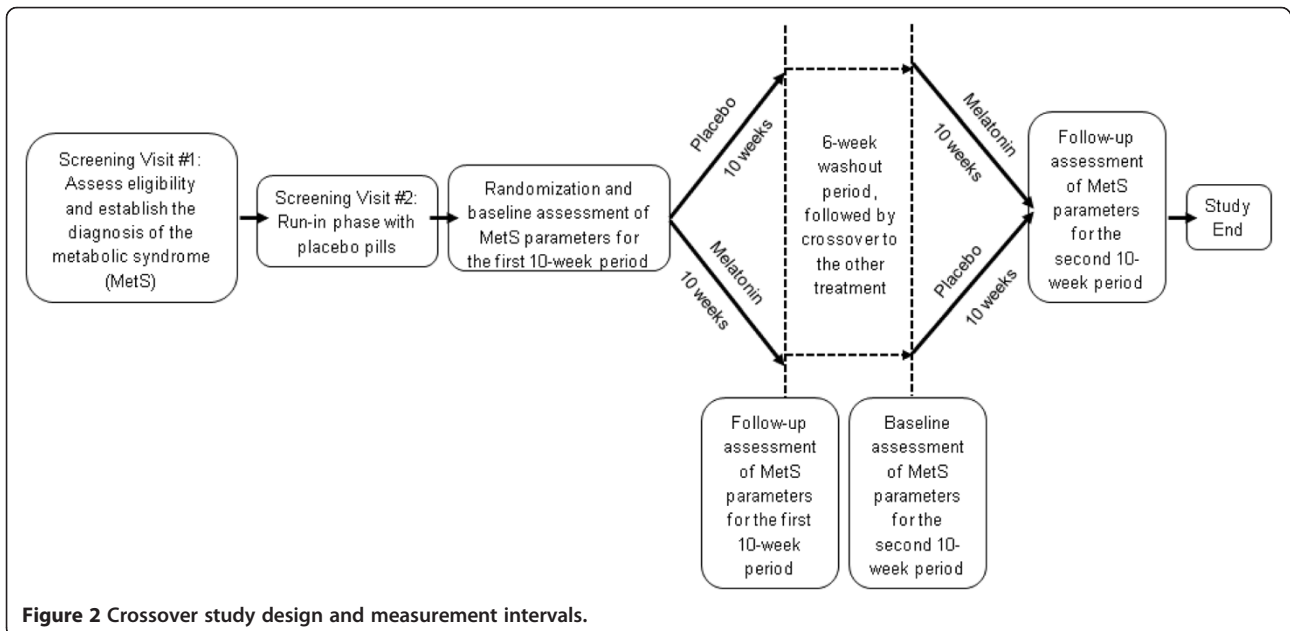 Screening Visit #1:
Assess eligibility
and establish the
diagnosis of the
metabolic syndrome
(MetS)
Screening Visit #2:
Run-in phase with
placebo pills
Randomization and
baseline assessment of
MetS parameters for
the first 10-week period
Placebo
10 weeks
Melatonin
10 weeks
6-week
washout
period,
followed by
crossover to
the other
treatment
Melatonin
10 weeks
Placebo
10 weeks
Follow-up
assessment
of MetS
parameters
for the
second 10-
week period
Study
End
Follow-up
assessment
of MetS
parameters
for the first
10-week
period
Baseline
assessment
of MetS
parameters
for the
second 10-
week period
Figure 2 Crossover study design and measurement intervals.